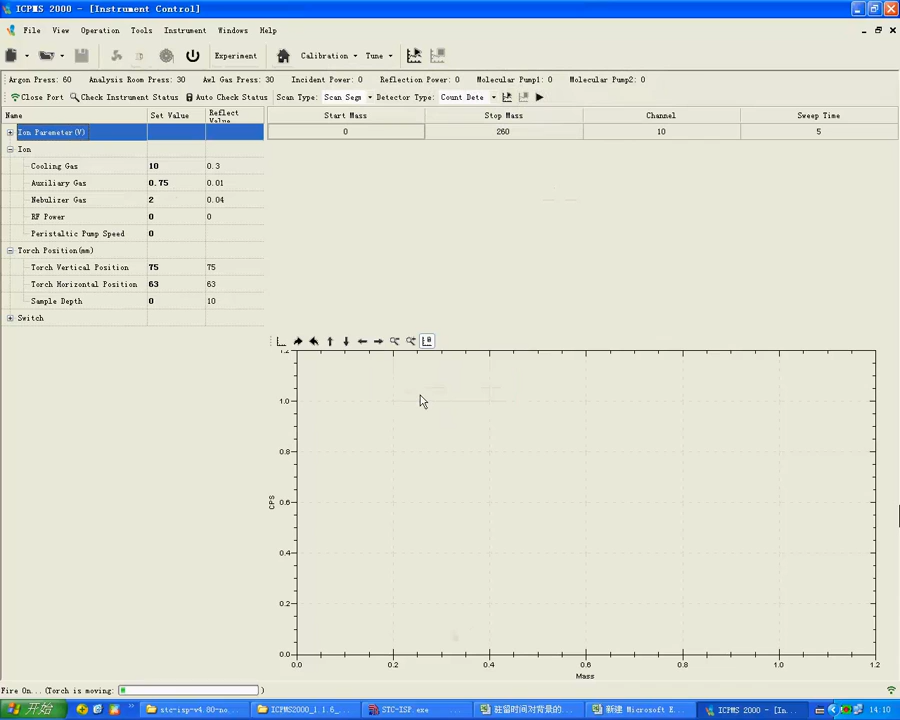 ICPMS 2000 - [Instrument Control]
File View Operation Tools Instrument Windows Help
Experiment Calibration Tune
Argon Press: 60 Analysis Room Press: 30 Awl Gas Press: 30 Incident Power: 0 Reflection Power: 0 Molecular Pump1: 0 Molecular Pump2: 0
Close Port Check Instrument Status Auto Check Status Scan Type: Scan Segm Detector Type: Count Dete
Name Set Value Reflect Value Start Mass Stop Mass Channel Sweep Time
Ion Paremeter(V) 0 260 10 5
Ion
Cooling Gas 10 0.3
Auxiliary Gas 0.75 0.01
Nebulizer Gas 2 0.04
RF Power 0 0
Peristaltic Pump Speed 0
Torch Position(mm)
Torch Vertical Position 75 75
Torch Horizontal Position 63 63
Sample Depth 0 10
Switch
1.2
1.0
0.8
CPS
0.6
0.4
0.2
0.0
0.0 0.2 0.4 0.6 0.8 1.0 1.2
Mass
Fire On...(Torch is moving: )
开始 stc-isp-v4.80-no... ICPMS2000_1.1.6_... STC-ISP.exe 驻留时间对背景的... 新建 Microsoft E... ICPMS 2000 - [In... 14:10